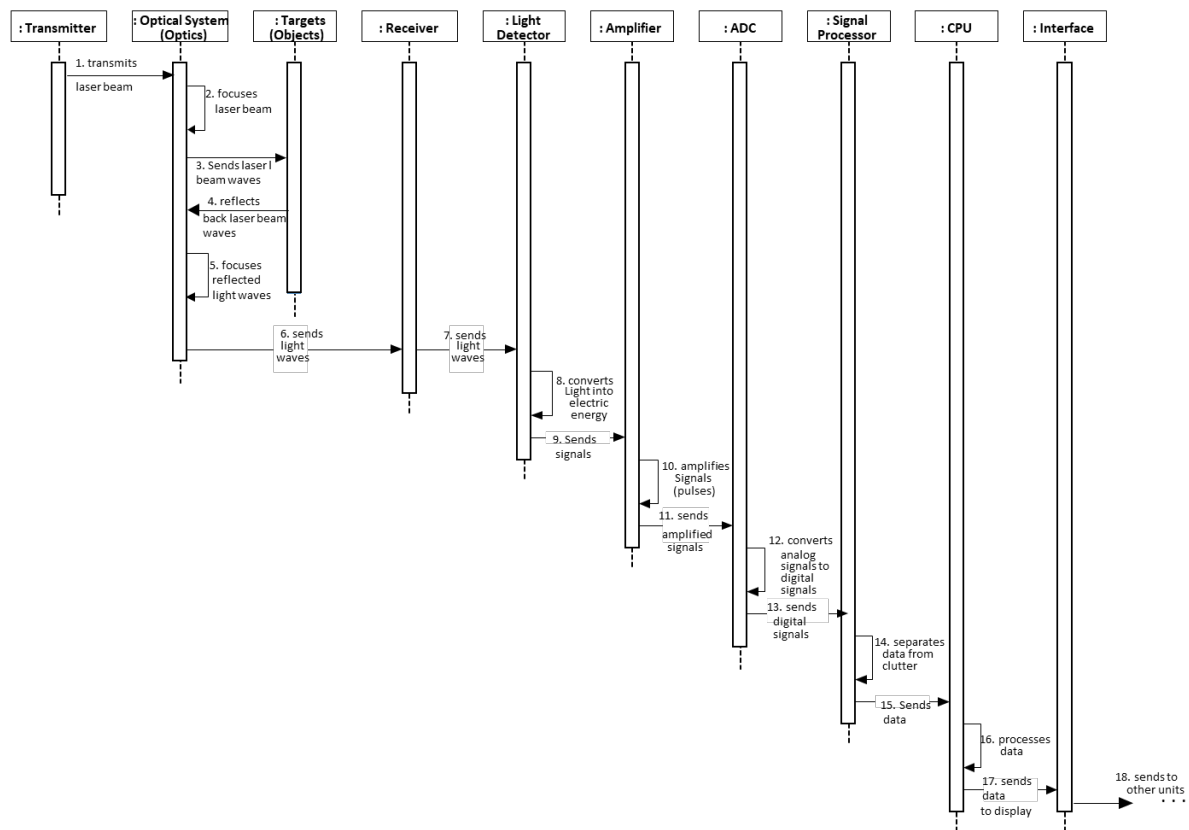 : Transmitter
: Optical System
(Optics)
: Targets
(Objects)
: Receiver
: Light
Detector
: Amplifier
: ADC
: Signal
Processor
: CPU
: Interface
1. transmits
laser beam
2. focuses
laser beam
3. Sends laser l
beam waves
4. reflects
back laser beam
waves
5. focuses
reflected
light waves
6. sends
light
waves
7. sends
light
waves
8. converts
Light into
electric
energy
9. Sends
signals
10. amplifies
Signals
(pulses)
11. sends
amplified
signals
12. converts
analog
signals to
digital
signals
13. sends
digital
signals
14. separates
data from
clutter
15. Sends
data
16. processes
data
17. sends
data
to display
18. sends to
other units
. . .